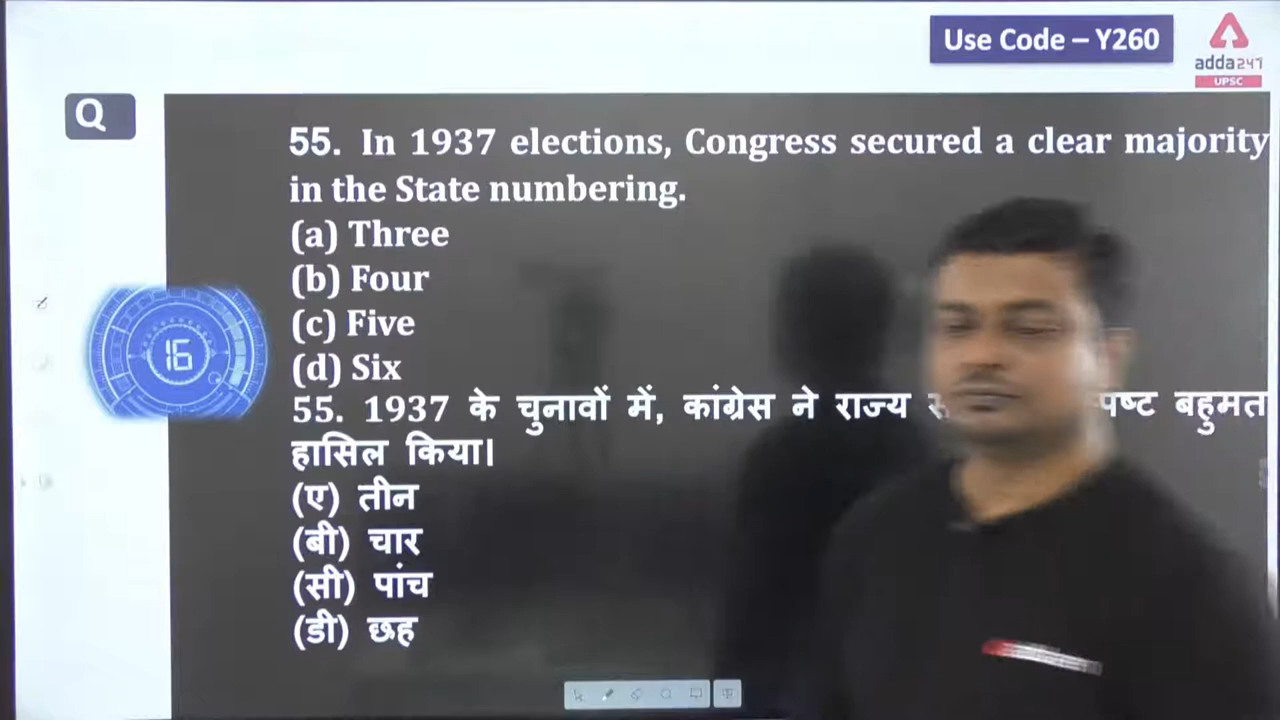 Use Code – Y260
adda247
UPSC
Q
55. In 1937 elections, Congress secured a clear majority
in the State numbering.
(a) Three
(b) Four
(c) Five
(d) Six
16
55. 1937 के चुनावों में, कांग्रेस ने राज्य बहुमत
हासिल किया।
(ए) तीन
(बी) चार
(सी) पांच
(डी) छह